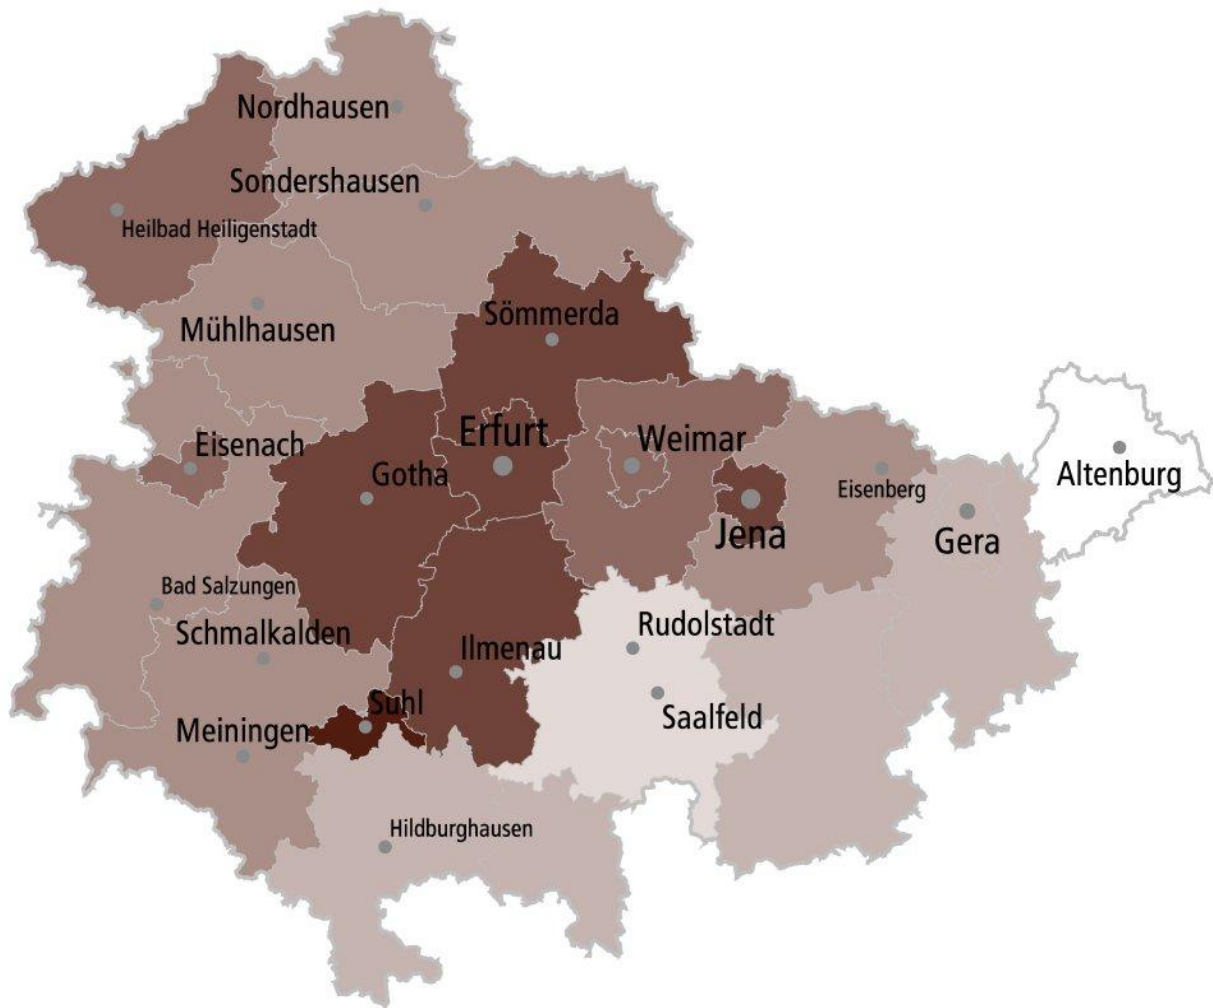 Nordhausen
Sondershausen
Heilbad Heiligenstadt
Sömmerda
Mühlhausen
Erfurt
Weimar
Eisenach
Gotha
Altenburg
Eisenberg
Jena
Gera
Bad Salzungen
Schmalkalden
Rudolstadt
Ilmenau
Suhl
Saalfeld
Meiningen
Hildburghausen